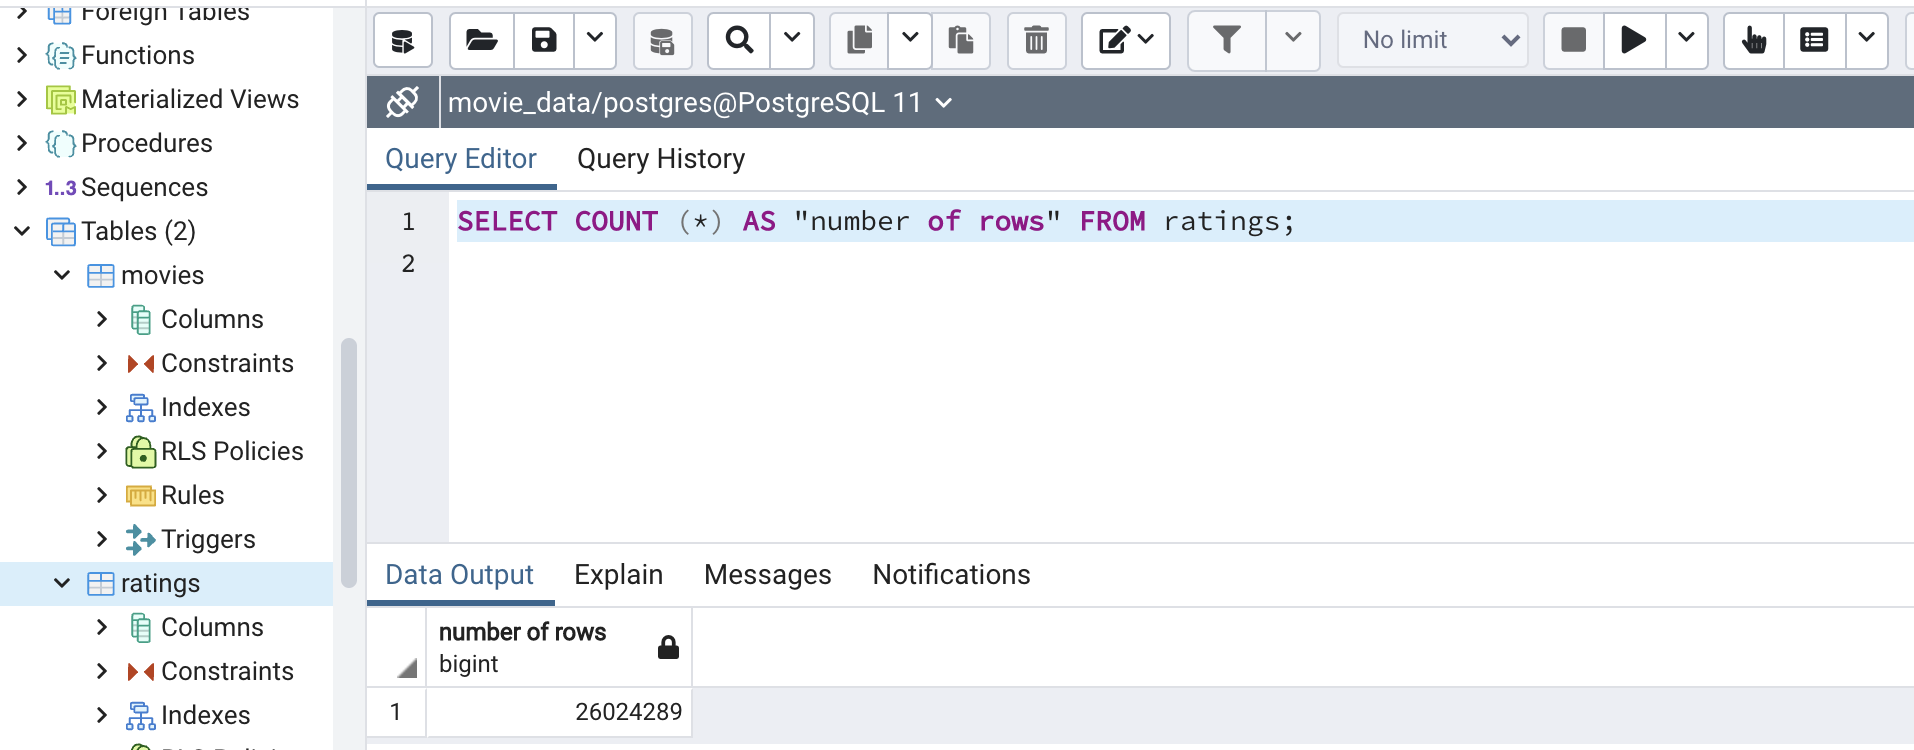 Foreign Tables
Functions
Materialized Views
Procedures
1..3 Sequences
Tables (2)
movies
Columns
Constraints
Indexes
RLS Policies
Rules
Triggers
ratings
Columns
Constraints
Indexes
No limit
movie_data/postgres@PostgreSQL 11
Query Editor Query History
1 SELECT COUNT (*) AS "number of rows" FROM ratings;
2
Data Output Explain Messages Notifications
number of rows
bigint
1 26024289